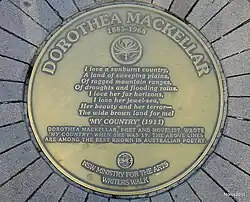 DOROTHEA MACKELLAR
1885-1968
I love a sunburnt country,
A land of sweeping plains,
Of ragged mountain ranges,
Of droughts and flooding rains.
I love her far horizons,
I love her jewel-sea,
Her beauty and her terror—
The wide brown land for me!
'MY COUNTRY' (1911)
DOROTHEA MACKELLAR, POET AND NOVELIST, WROTE
'MY COUNTRY' WHEN SHE WAS 19. THE ABOVE LINES
ARE AMONG THE BEST KNOWN IN AUSTRALIAN POETRY.
NSW MINISTRY FOR THE ARTS
WRITERS WALK